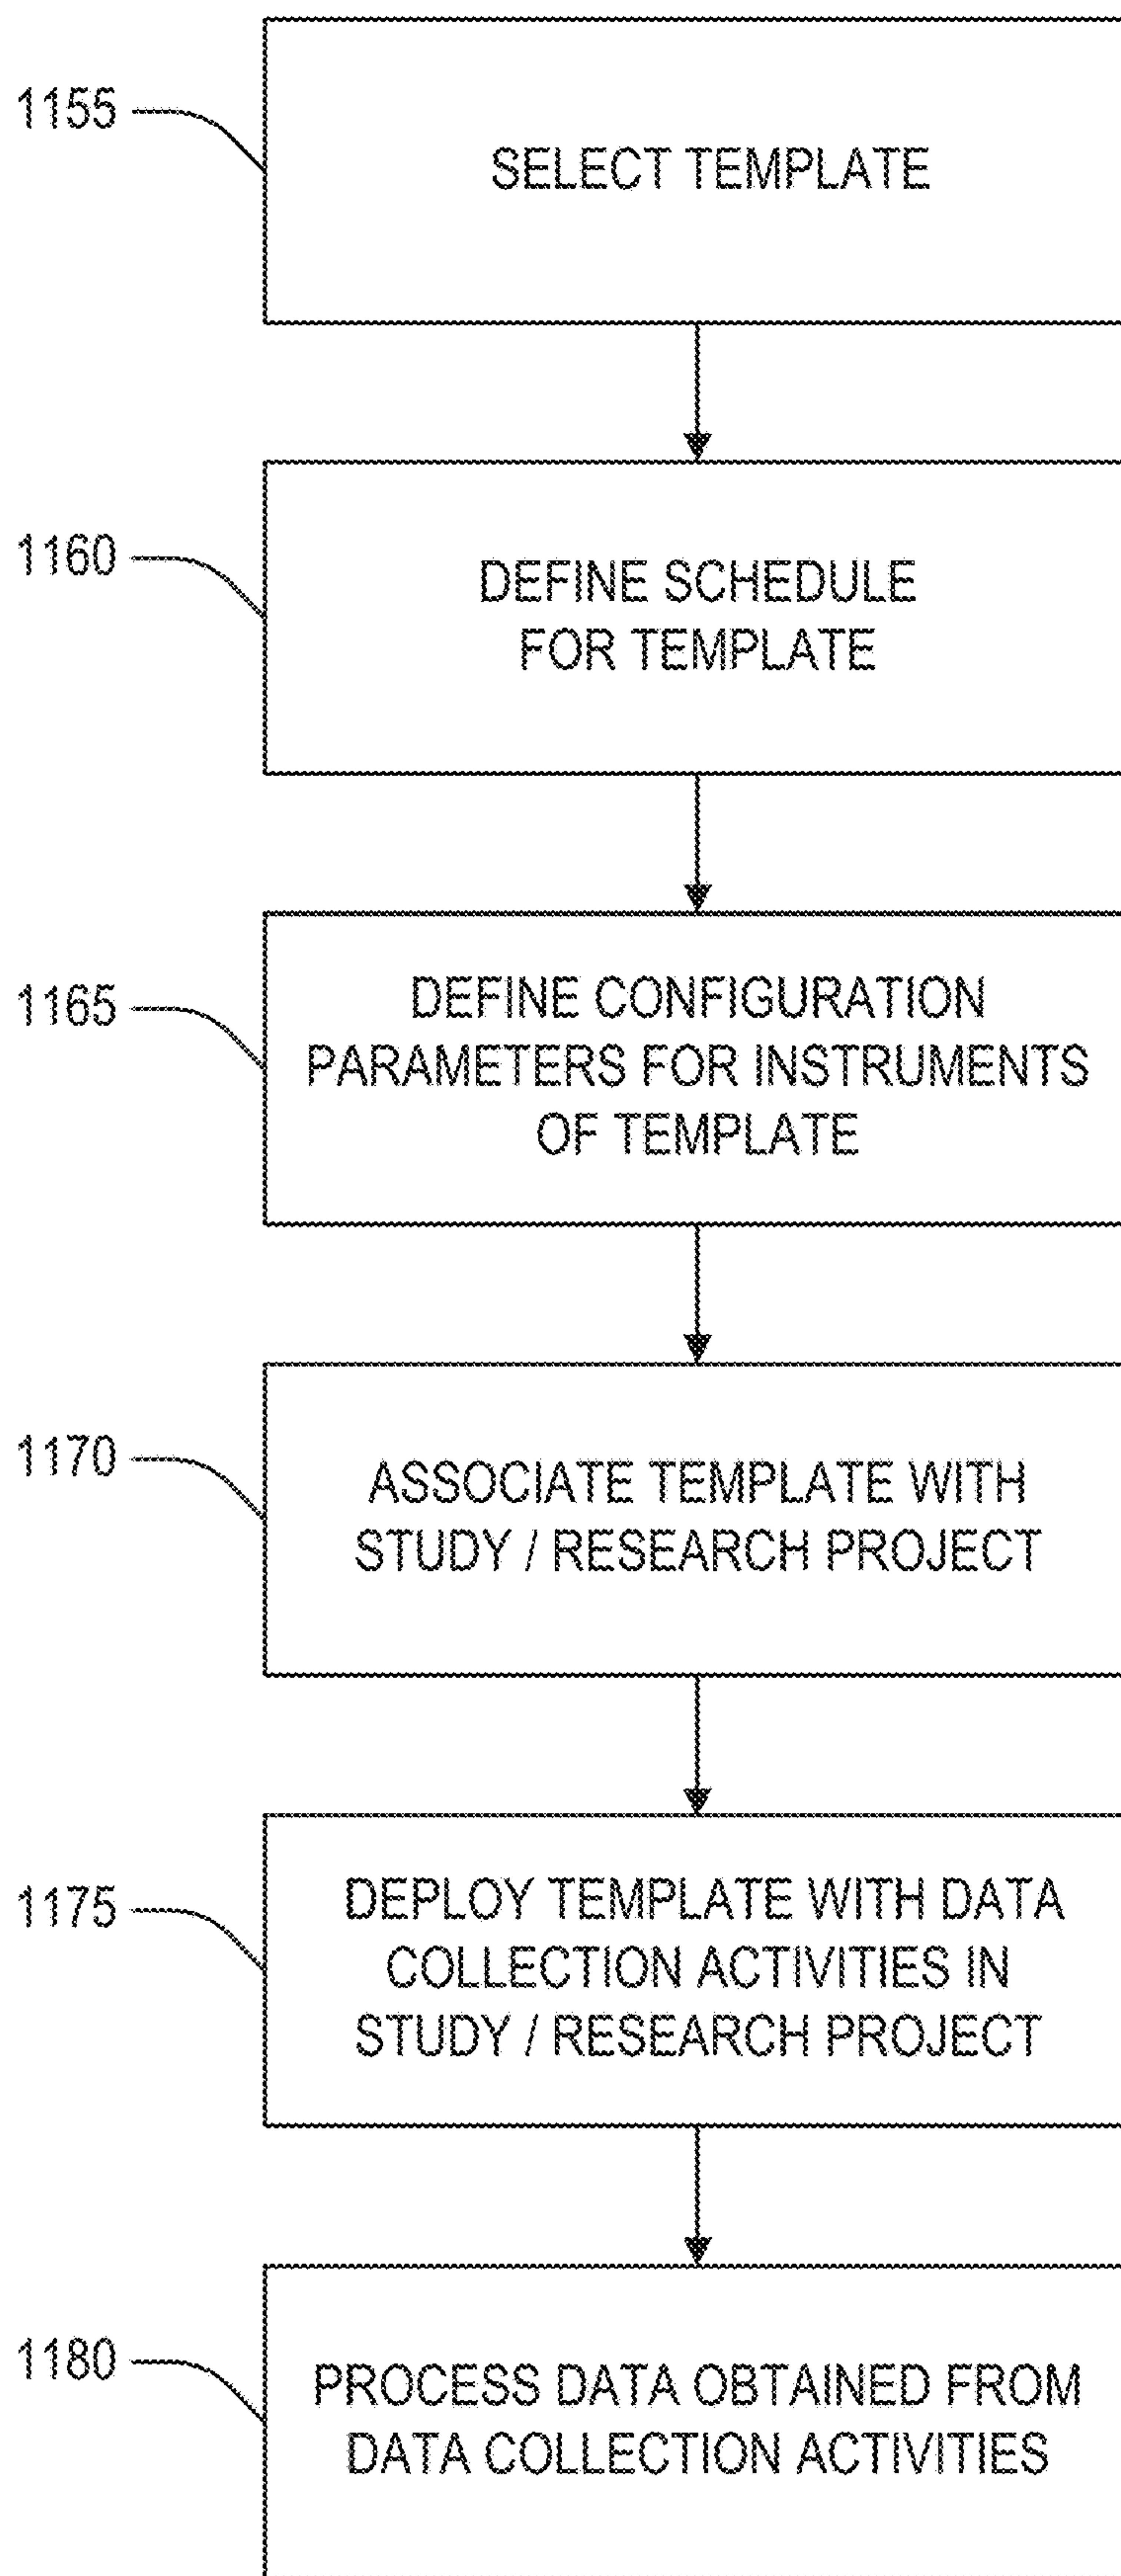 1155
SELECT TEMPLATE
1160
DEFINE SCHEDULE
FOR TEMPLATE
1165
DEFINE CONFIGURATION
PARAMETERS FOR INSTRUMENTS
OF TEMPLATE
1170
ASSOCIATE TEMPLATE WITH
STUDY / RESEARCH PROJECT
1175
DEPLOY TEMPLATE WITH DATA
COLLECTION ACTIVITIES IN
STUDY / RESEARCH PROJECT
1180
PROCESS DATA OBTAINED FROM
DATA COLLECTION ACTIVITIES